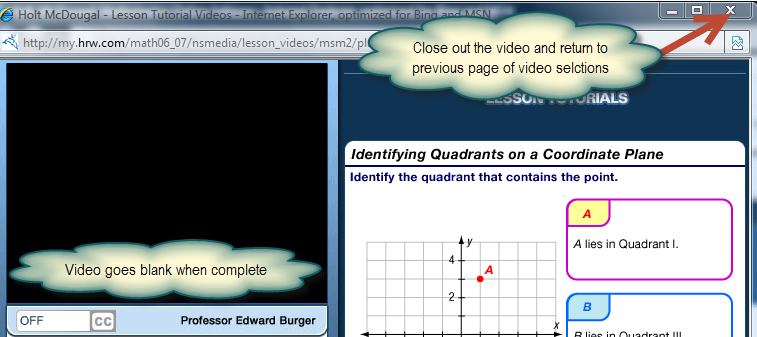 Holt McDougal - Lesson Tutorial Videos - Internet Explorer, optimized for Bing and MSN
http://my.hrw.com/math06_07/nsmedia/lesson_videos/msm2/pl
Close out the video and return to
previous page of video selctions
LESSON TUTORIALS
Identifying Quadrants on a Coordinate Plane
Identify the quadrant that contains the point.
A
A lies in Quadrant I.
y
4
A
2
x
B
B lies in Quadrant III.
Video goes blank when complete
OFF
CC
Professor Edward Burger